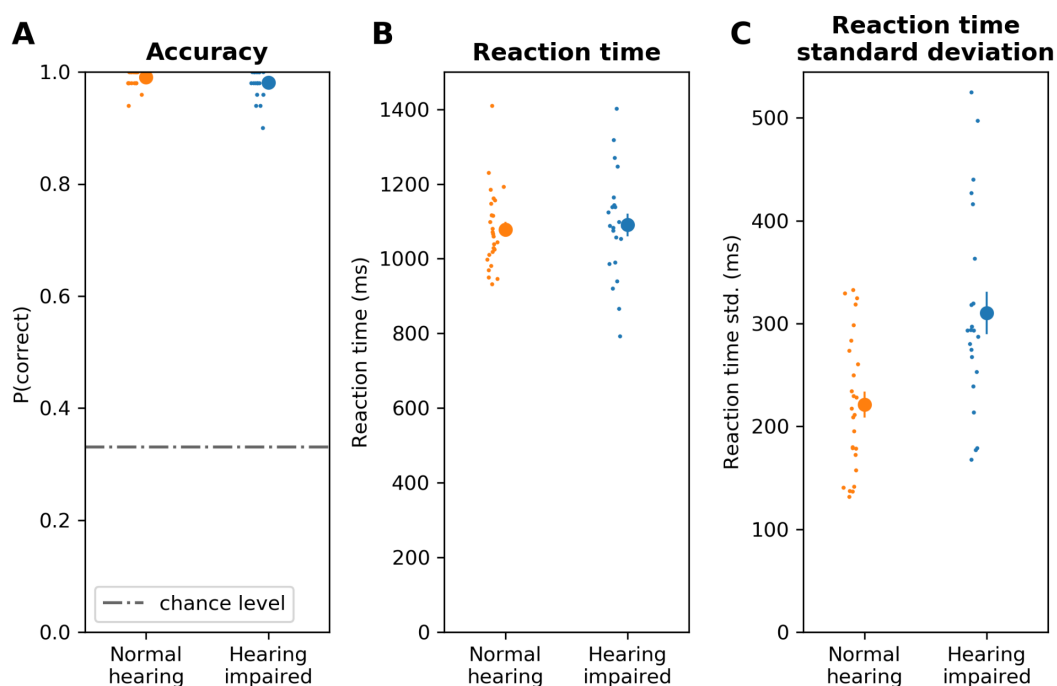 A
Accuracy
P(correct)
1.0
0.8
0.6
0.4
0.2
0.0
chance level
Normal
hearing
Hearing
impaired
B
Reaction time
Reaction time (ms)
1400
1200
1000
800
600
400
200
0
Normal
hearing
Hearing
impaired
C
Reaction time
standard deviation
Reaction time std. (ms)
500
400
300
200
100
0
Normal
hearing
Hearing
impaired